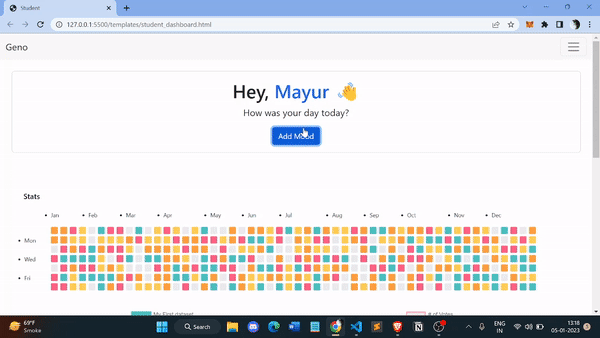 Student
127.0.0.1:5500/templates/student_dashboard.html
Geno
Hey, Mayur 👋
How was your day today?
Add Mood
Stats
Jan Feb Mar Apr May Jun Jul Aug Sep Oct Nov Dec
Mon
Wed
Fri
My First dataset # of Votes
69°F
Smoke
Search
ENG
IN
13:18
05-01-2023